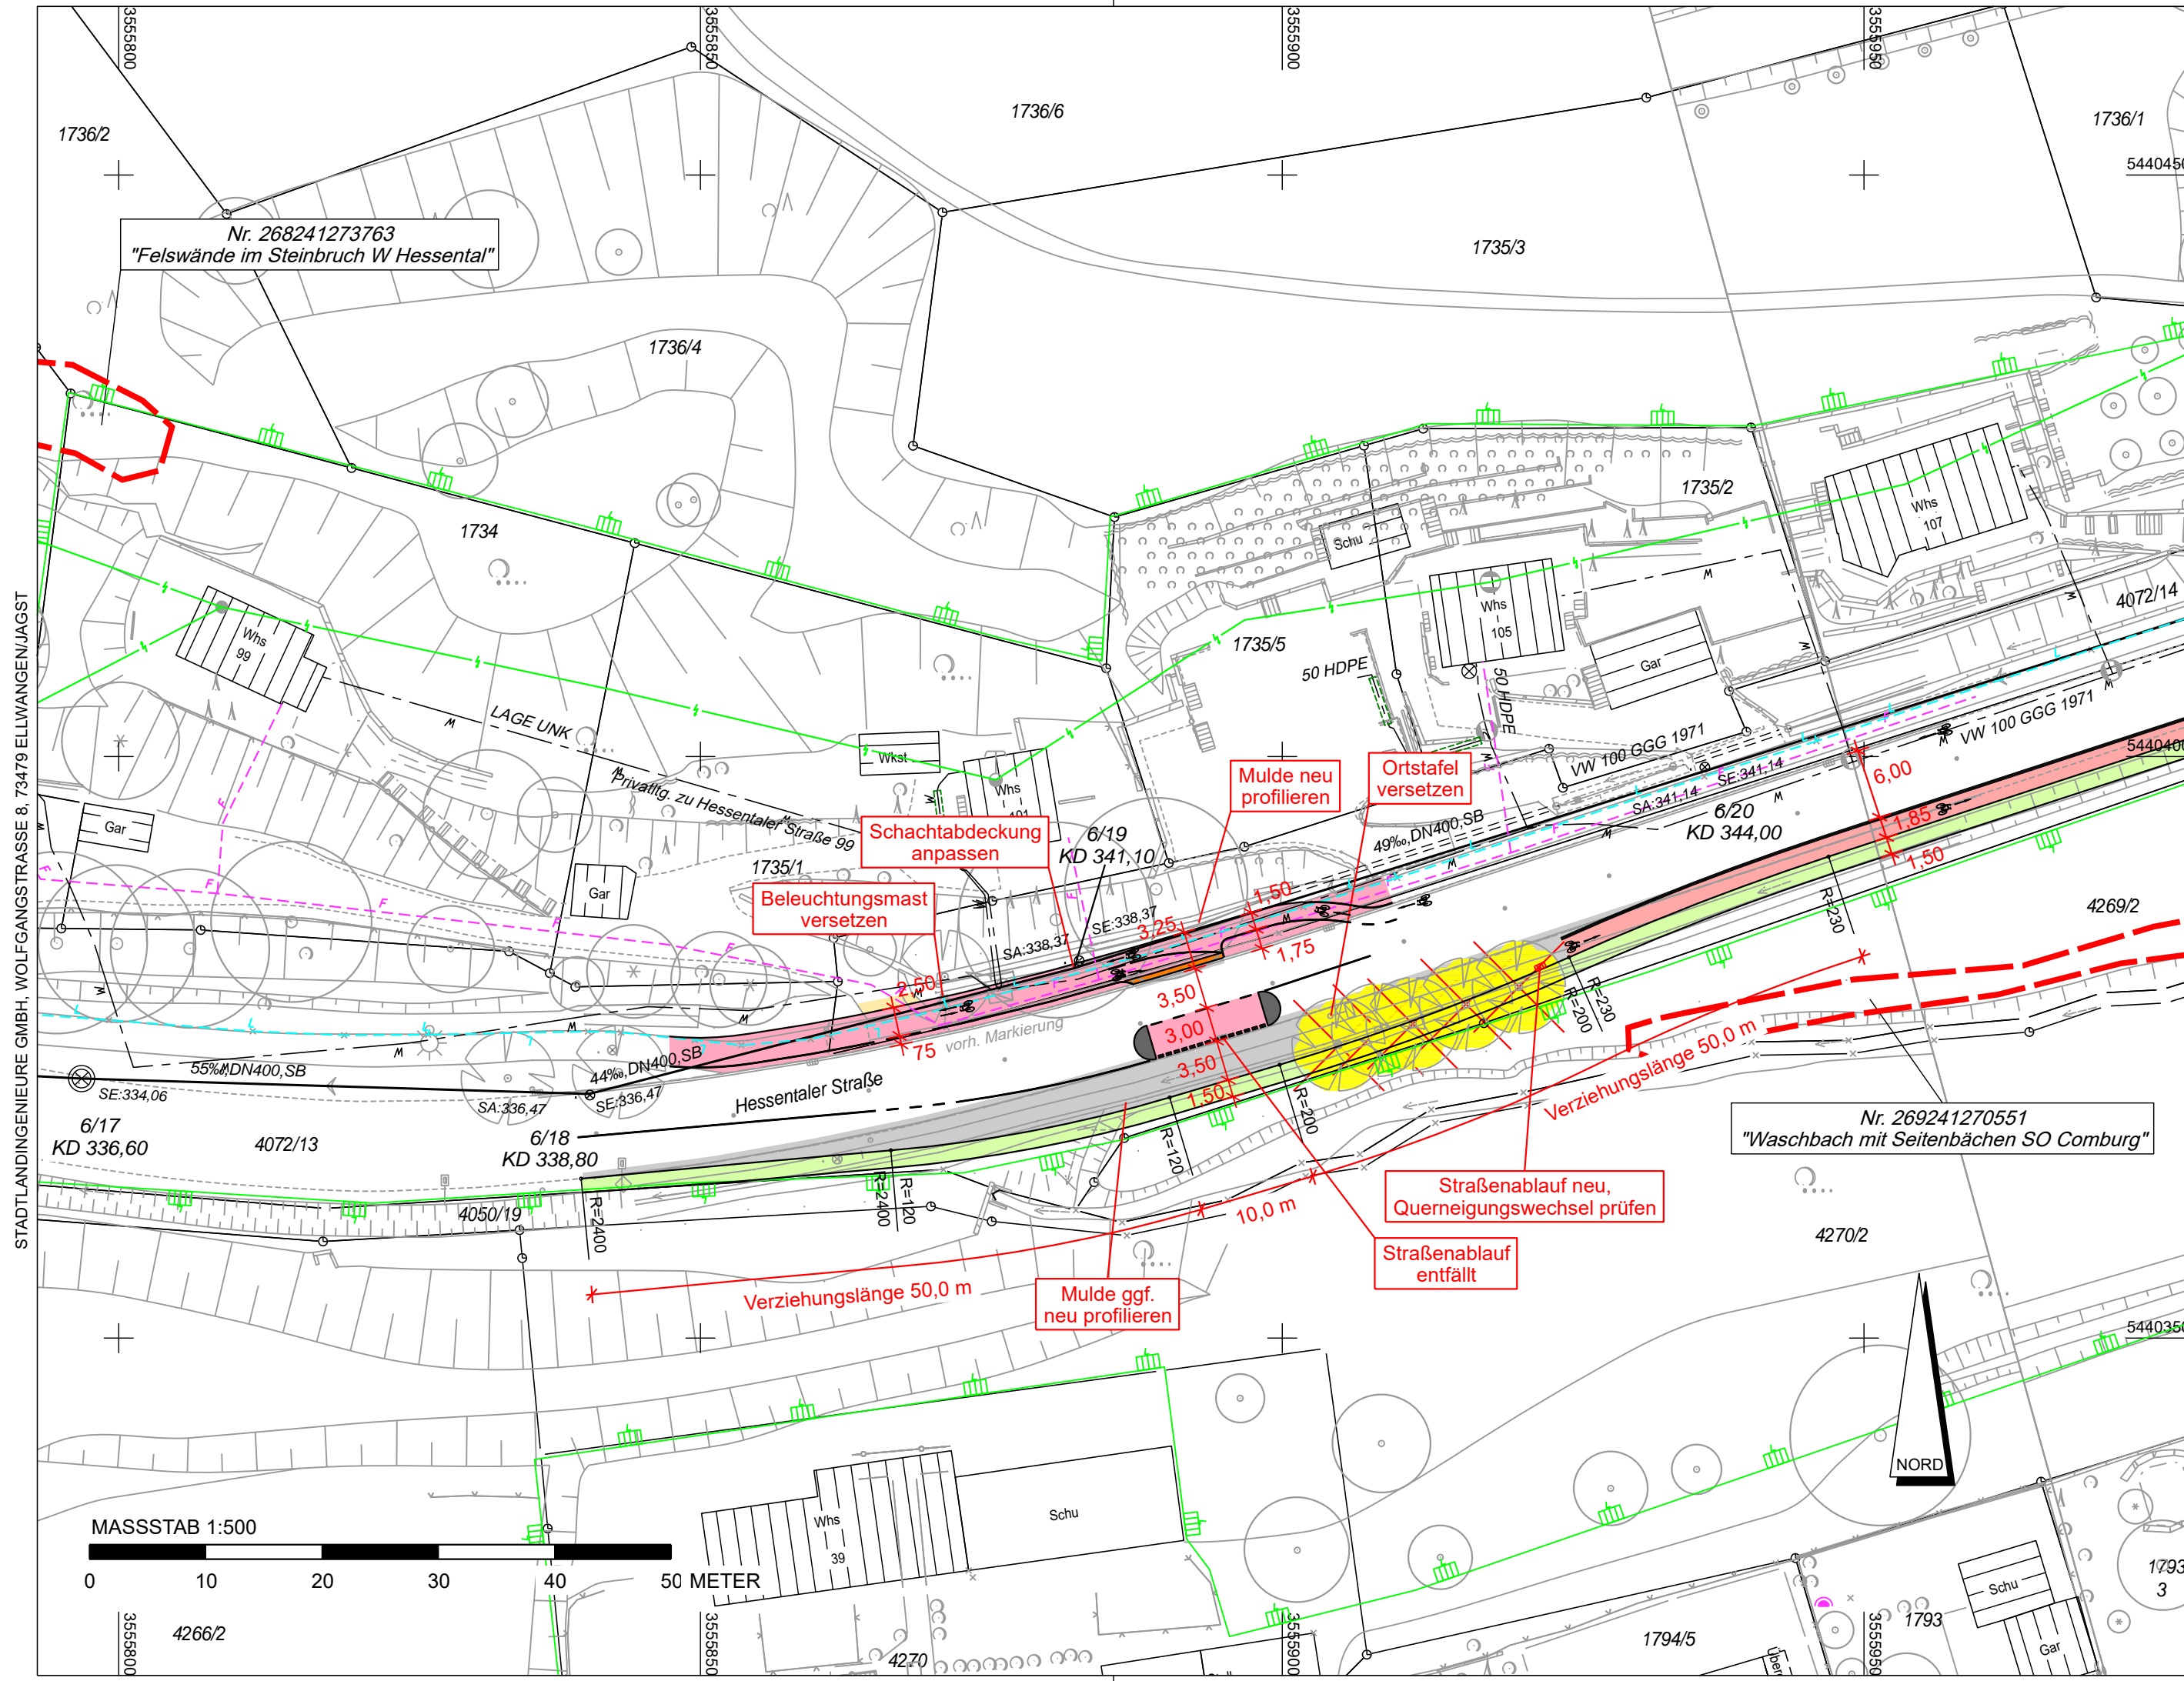 3555800
3555850
3555900
3555950
1736/2
1736/6
1736/1
5440450
Nr. 268241273763
"Felswände im Steinbruch W Hessental"
1735/3
1736/4
1734
1735/2
Schu
Whs
107
Whs
105
Gar
4072/14
Whs
99
LAGE UNK
1735/5
50 HDPE
50 HDPE
Wkst
Whs
Privatltg. zu Hessentaler Straße 99
VW 100 GGG 1971
VW 100 GGG 1971
SA:341,14
SE:341,14
6/20
KD 344,00
5440400
6,00
1,85
1,50
Mulde neu
profilieren
Ortstafel
versetzen
Schachtabdeckung
anpassen
6/19
KD 341,10
49‰,DN400,SB
Gar
Gar
1735/1
Beleuchtungsmast
versetzen
SA:338,37
SE:338,37
3,25
1,50
1,75
2,50
75
vorh. Markierung
3,50
3,00
3,50
1,50
R=230
R=230
R=200
R=200
R=120
R=120
R=2400
R=2400
4269/2
Verziehungslänge 50,0 m
10,0 m
Verziehungslänge 50,0 m
Nr. 269241270551
"Waschbach mit Seitenbächen SO Comburg"
55‰,DN400,SB
44‰,DN400,SB
SE:334,06
SA:336,47
SE:336,47
Hessentaler Straße
6/17
KD 336,60
4072/13
6/18
KD 338,80
4050/19
Straßenablauf neu,
Querneigungswechsel prüfen
Straßenablauf
entfällt
Mulde ggf.
neu profilieren
4270/2
5440350
NORD
Schu
Whs
39
MASSSTAB 1:500
0 10 20 30 40 50 METER
4266/2
4270
1794/5
1793
1793
3
Schu
Gar
3555800
3555850
3555900
3555950
STADTLANDINGENIEURE GMBH, WOLFGANGSTRASSE 8, 73479 ELLWANGEN/JAGST